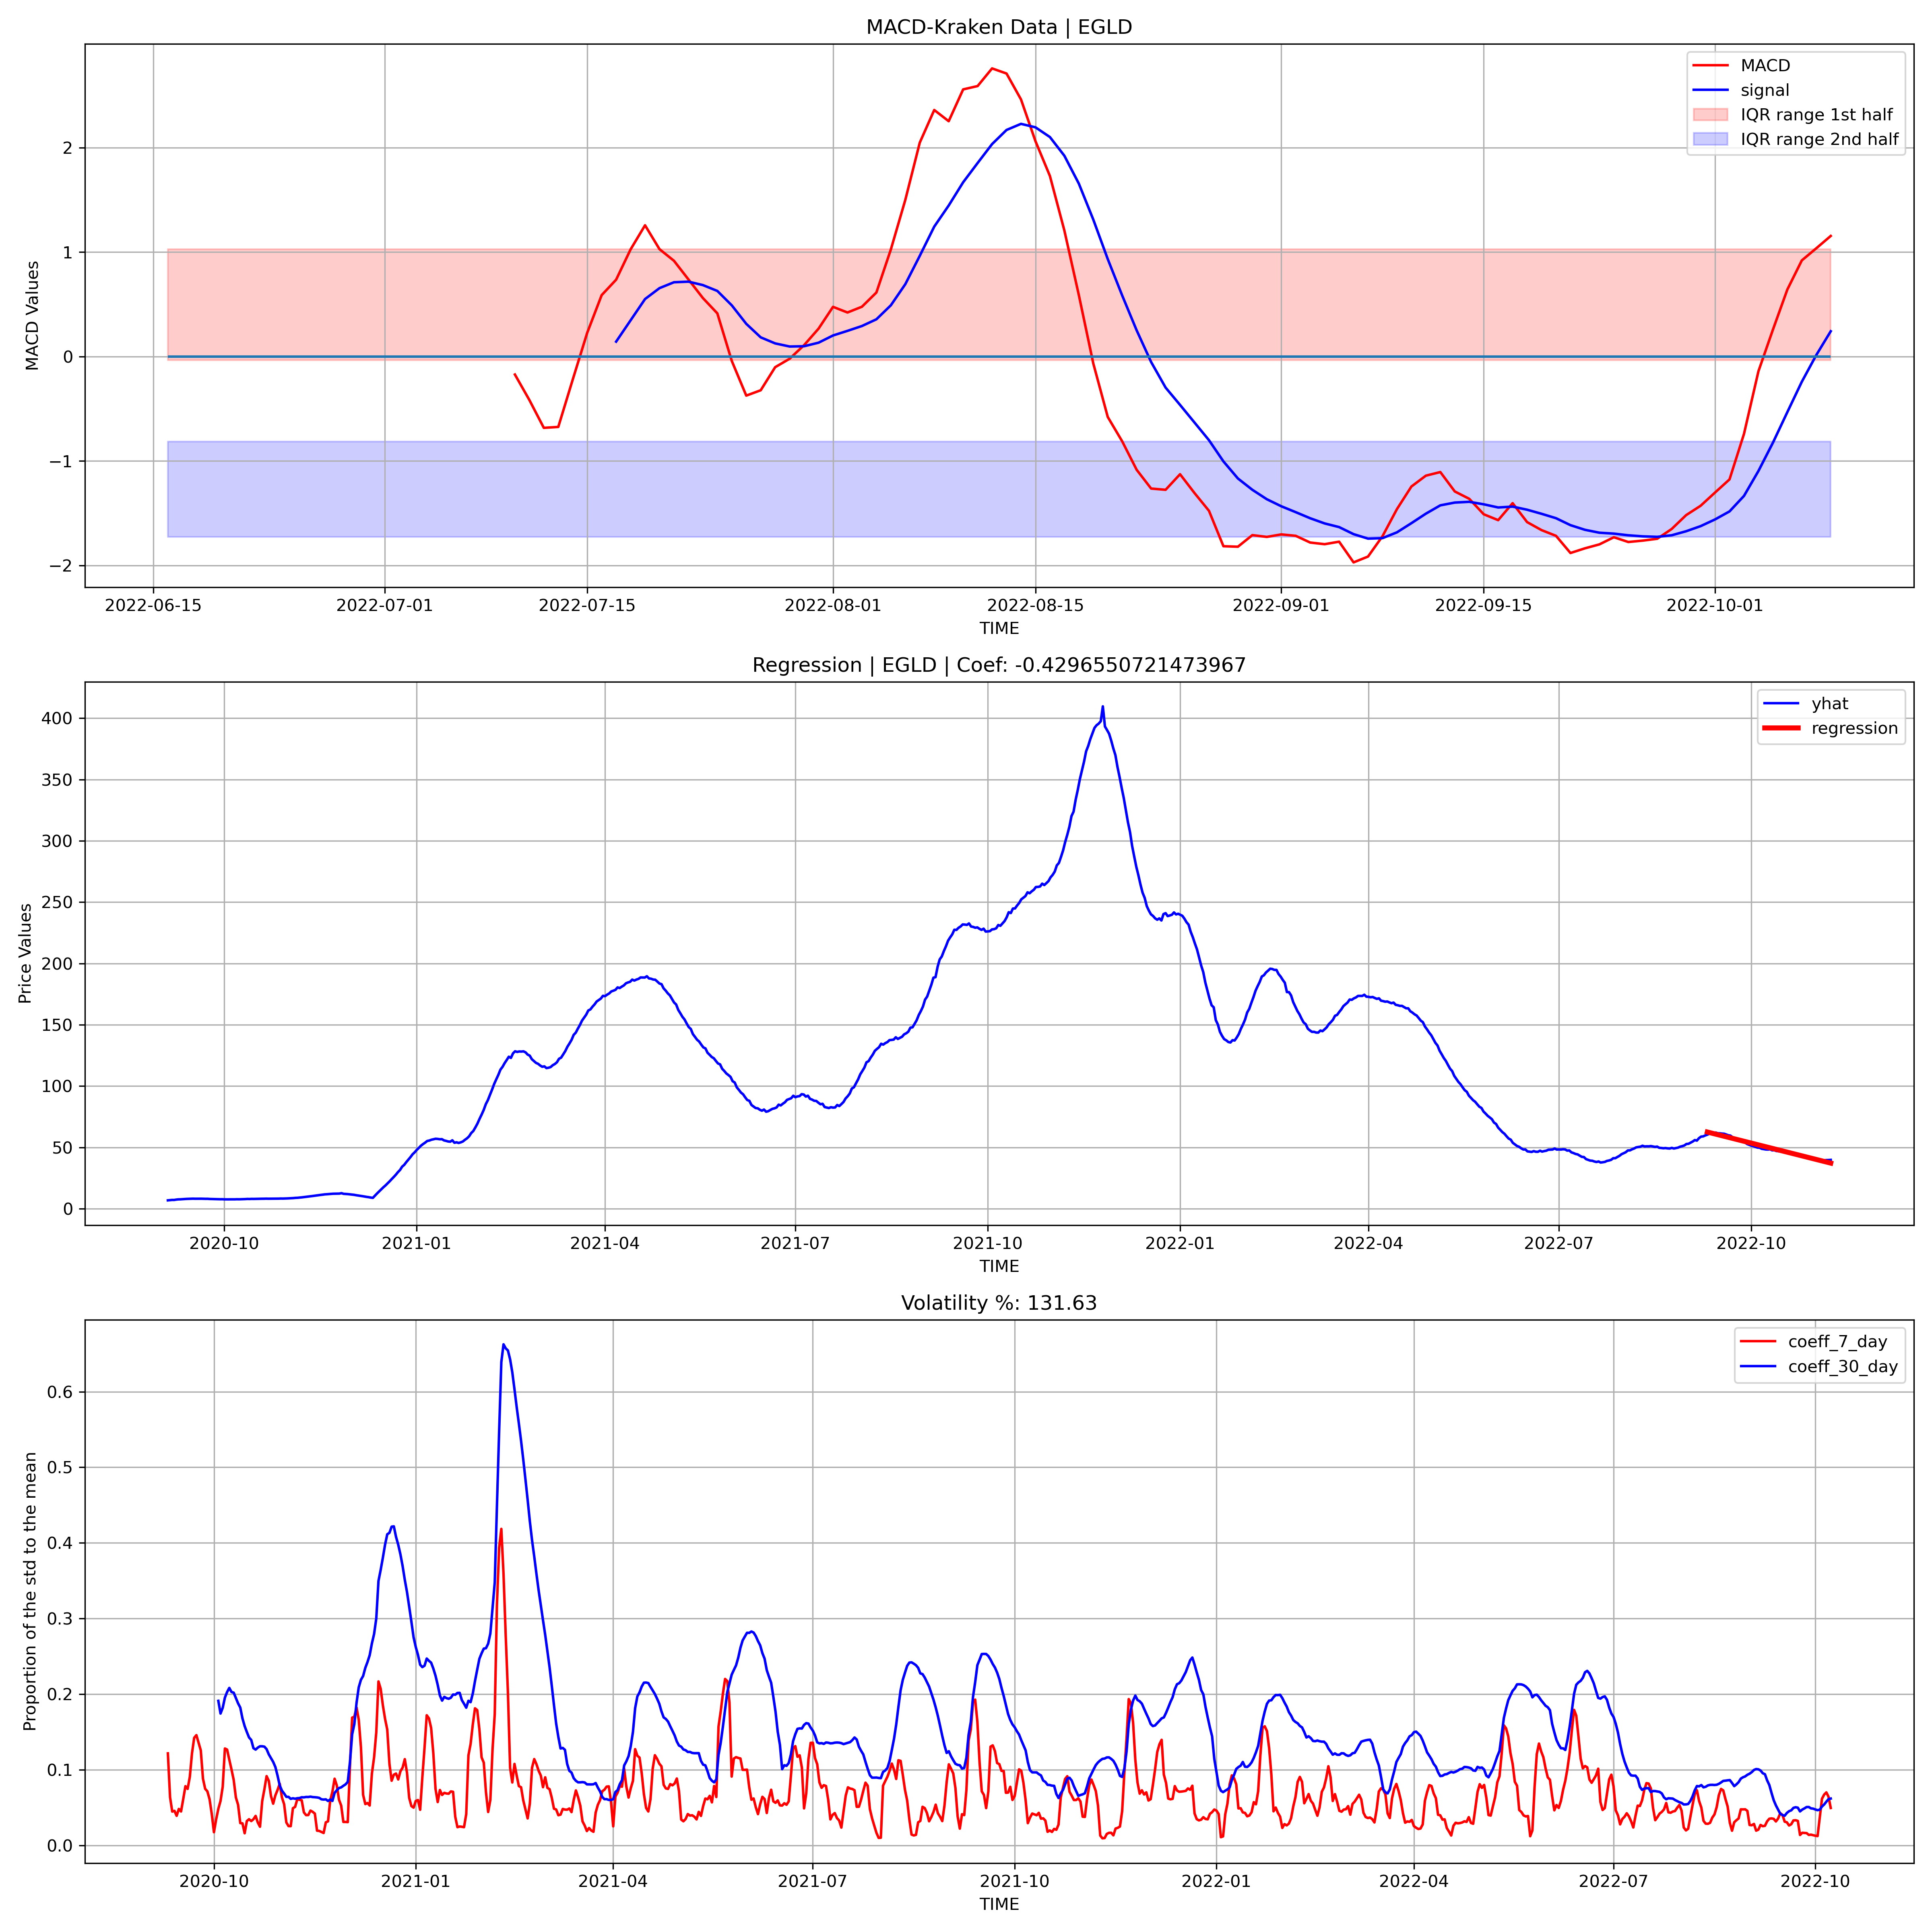 MACD-Kraken Data | EGLD
MACD Values
2
1
0
−1
−2
MACD
signal
IQR range 1st half
IQR range 2nd half
2022-06-15 2022-07-01 2022-07-15 2022-08-01 2022-08-15 2022-09-01 2022-09-15 2022-10-01
TIME
Regression | EGLD | Coef: -0.4296550721473967
Price Values
400
350
300
250
200
150
100
50
0
yhat
regression
2020-10 2021-01 2021-04 2021-07 2021-10 2022-01 2022-04 2022-07 2022-10
TIME
Volatility %: 131.63
Proportion of the std to the mean
0.6
0.5
0.4
0.3
0.2
0.1
0.0
coeff_7_day
coeff_30_day
2020-10 2021-01 2021-04 2021-07 2021-10 2022-01 2022-04 2022-07 2022-10
TIME